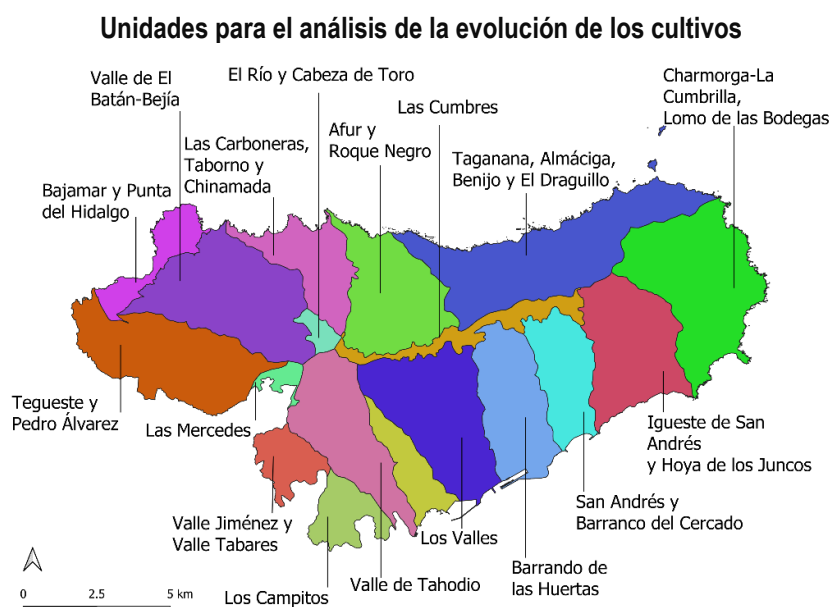 Unidades para el análisis de la evolución de los cultivos
Valle de El
Batán-Bejía
El Río y Cabeza de Toro
Charmorga-La
Cumbrilla,
Lomo de las Bodegas
Las Cumbres
Las Carboneras,
Taborno y
Chinamada
Afur y
Roque Negro
Taganana, Almáciga,
Benijo y El Draguillo
Bajamar y Punta
del Hidalgo
Tegueste y
Pedro Álvarez
Las Mercedes
Igueste de San
Andrés
y Hoya de los Juncos
Valle Jiménez y
Valle Tabares
Los Valles
San Andrés y
Barranco del Cercado
Los Campitos
Valle de Tahodio
Barrando de
las Huertas
0 2.5 5 km